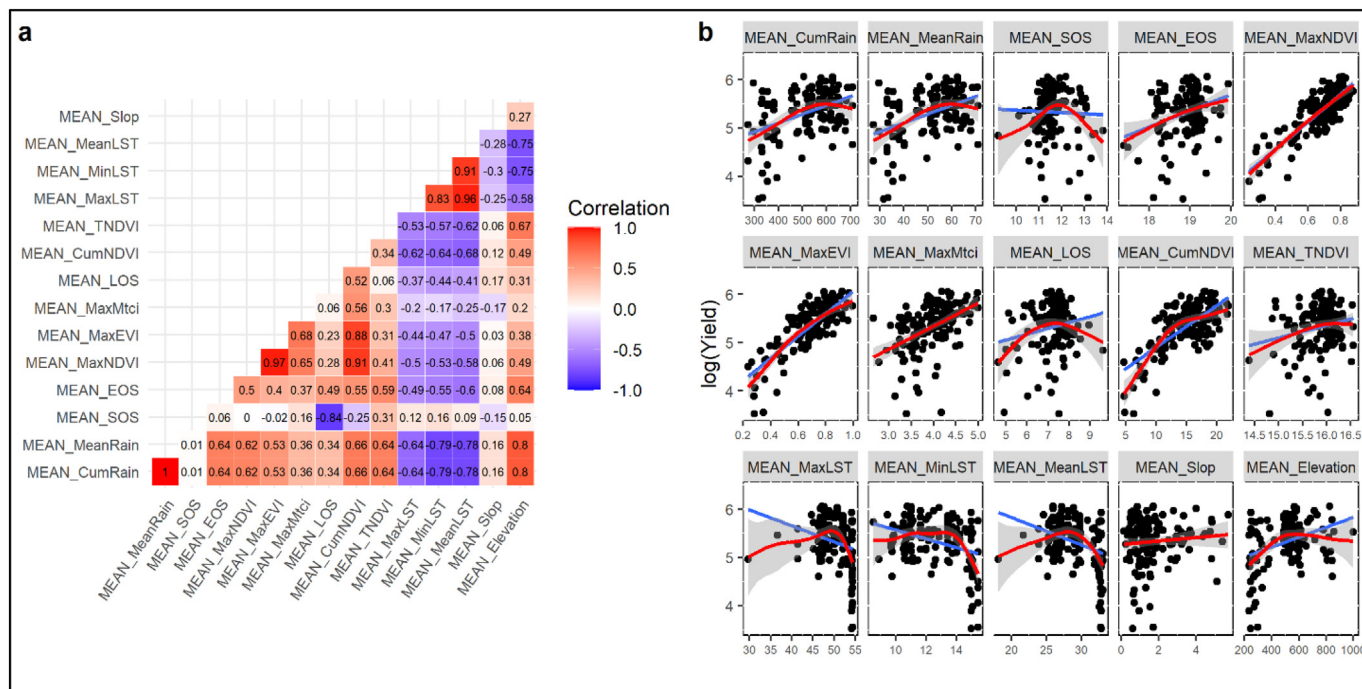 a
MEAN_Slop 0.27
MEAN_MeanLST -0.28 -0.75
MEAN_MinLST 0.91 -0.3 -0.75
MEAN_MaxLST 0.83 0.96 -0.25 -0.58
MEAN_TNDVI -0.53 -0.57 -0.62 0.06 0.67
MEAN_CumNDVI 0.34 -0.62 -0.64 -0.68 0.12 0.49
MEAN_LOS 0.52 0.06 -0.37 -0.44 -0.41 0.17 0.31
MEAN_MaxMtci 0.06 0.56 0.3 -0.2 -0.17 -0.25 -0.17 0.2
MEAN_MaxEVI 0.68 0.23 0.88 0.31 -0.44 -0.47 -0.5 0.03 0.38
MEAN_MaxNDVI 0.97 0.65 0.28 0.91 0.41 -0.5 -0.53 -0.58 0.06 0.49
MEAN_EOS 0.5 0.4 0.37 0.49 0.55 0.59 -0.49 -0.55 -0.6 0.08 0.64
MEAN_SOS 0.06 0 -0.02 0.16 -0.84 -0.25 0.31 0.12 0.16 0.09 -0.15 0.05
MEAN_MeanRain 0.01 0.64 0.62 0.53 0.36 0.34 0.66 0.64 -0.64 -0.79 -0.78 0.16 0.8
MEAN_CumRain 1 0.01 0.64 0.62 0.53 0.36 0.34 0.66 0.64 -0.64 -0.79 -0.78 0.16 0.8
MEAN_MeanRain
MEAN_SOS
MEAN_EOS
MEAN_MaxNDVI
MEAN_MaxEVI
MEAN_MaxMtci
MEAN_LOS
MEAN_CumNDVI
MEAN_TNDVI
MEAN_MaxLST
MEAN_MinLST
MEAN_MeanLST
MEAN_Slop
MEAN_Elevation
Correlation
1.0
0.5
0.0
-0.5
-1.0
b
MEAN_CumRain MEAN_MeanRain MEAN_SOS MEAN_EOS MEAN_MaxNDVI
6
5
4
300 400 500 600 700 30 40 50 60 70 10 11 12 13 14 18 19 20 0.4 0.6 0.8
MEAN_MaxEVI MEAN_MaxMtci MEAN_LOS MEAN_CumNDVI MEAN_TNDVI
log(Yield)
6
5
4
0.2 0.4 0.6 0.8 1.0 3.0 3.5 4.0 4.5 5.0 5 6 7 8 9 5 10 15 20 14.5 15.0 15.5 16.0 16.5
MEAN_MaxLST MEAN_MinLST MEAN_MeanLST MEAN_Slop MEAN_Elevation
6
5
4
30 35 40 45 50 55 10 12 14 20 25 30 0 2 4 200 400 600 800 1000